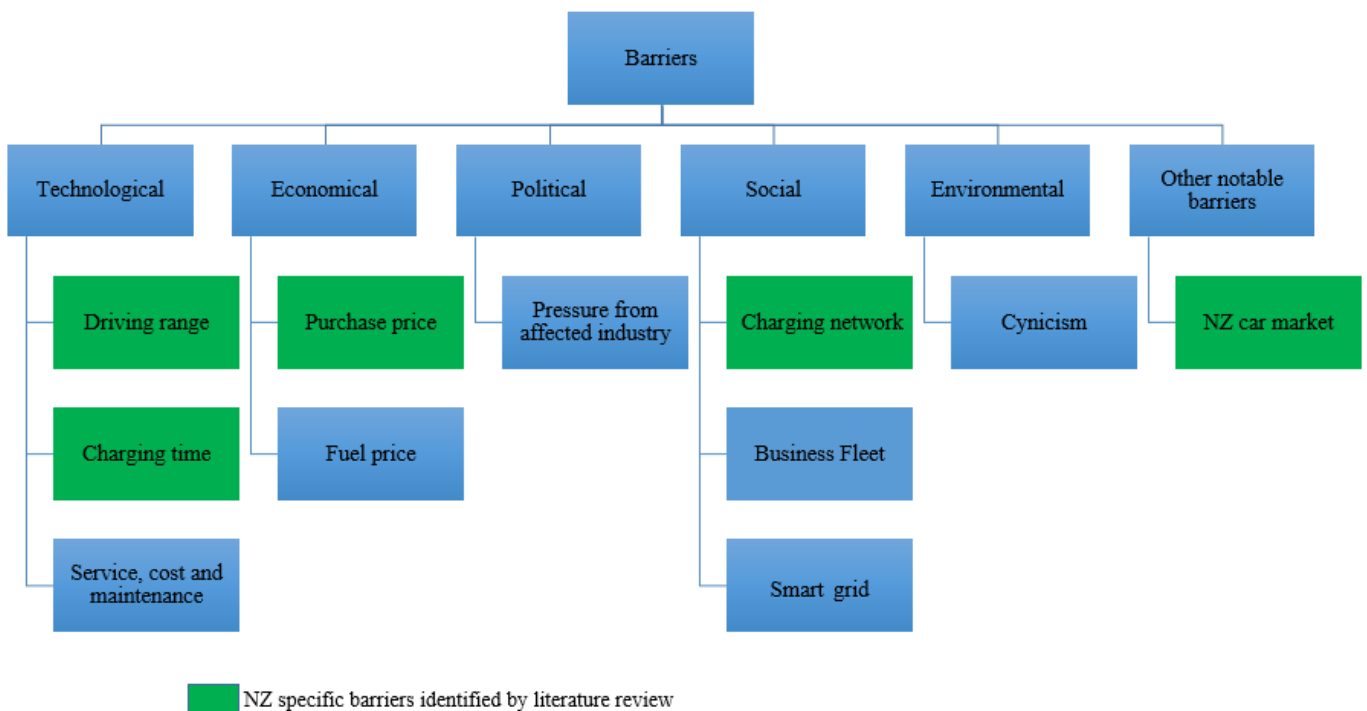 Barriers
Technological
Economical
Political
Social
Environmental
Other notable
barriers
Driving range
Purchase price
Pressure from
affected industry
Charging network
Cynicism
NZ car market
Charging time
Fuel price
Business Fleet
Service, cost and
maintenance
Smart grid
NZ specific barriers identified by literature review